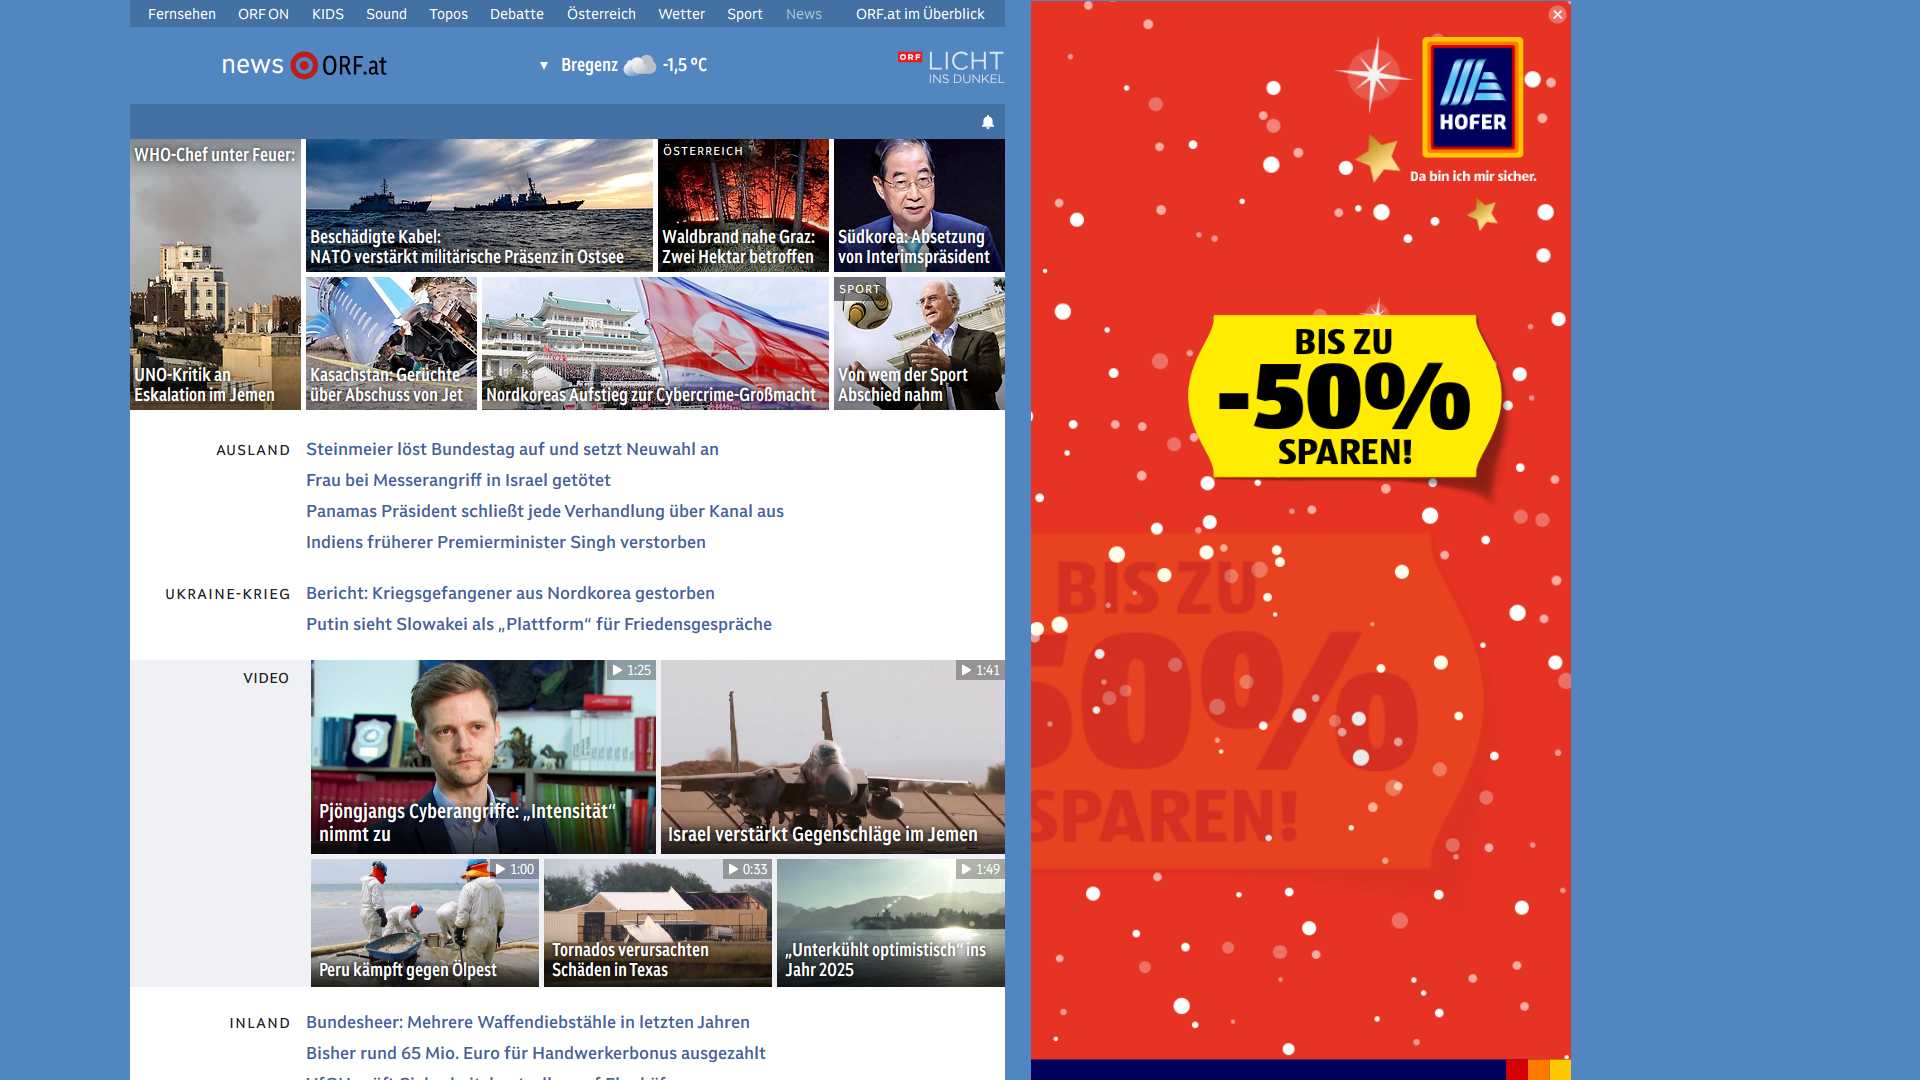 Fernsehen ORF ON KIDS Sound Topos Debatte Österreich Wetter Sport News ORF.at im Überblick
news ORF.at
▼ Bregenz -1,5 ºC
ORF LICHT
INS DUNKEL
WHO-Chef unter Feuer:
UNO-Kritik an
Eskalation im Jemen
Beschädigte Kabel:
NATO verstärkt militärische Präsenz in Ostsee
ÖSTERREICH
Waldbrand nahe Graz:
Zwei Hektar betroffen
Südkorea: Absetzung
von Interimspräsident
Kasachstan: Gerüchte
über Abschuss von Jet
Nordkoreas Aufstieg zur Cybercrime-Großmacht
SPORT
Von wem der Sport
Abschied nahm
AUSLAND
Steinmeier löst Bundestag auf und setzt Neuwahl an
Frau bei Messerangriff in Israel getötet
Panamas Präsident schließt jede Verhandlung über Kanal aus
Indiens früherer Premierminister Singh verstorben
UKRAINE-KRIEG
Bericht: Kriegsgefangener aus Nordkorea gestorben
Putin sieht Slowakei als „Plattform“ für Friedensgespräche
VIDEO
1:25
Pjöngjangs Cyberangriffe: „Intensität“
nimmt zu
1:41
Israel verstärkt Gegenschläge im Jemen
1:00
Peru kämpft gegen Ölpest
0:33
Tornados verursachten
Schäden in Texas
1:49
„Unterkühlt optimistisch“ ins
Jahr 2025
INLAND
Bundesheer: Mehrere Waffendiebstähle in letzten Jahren
Bisher rund 65 Mio. Euro für Handwerkerbonus ausgezahlt
HOFER
Da bin ich mir sicher.
BIS ZU
-50%
SPAREN!
BIS ZU
50%
SPAREN!